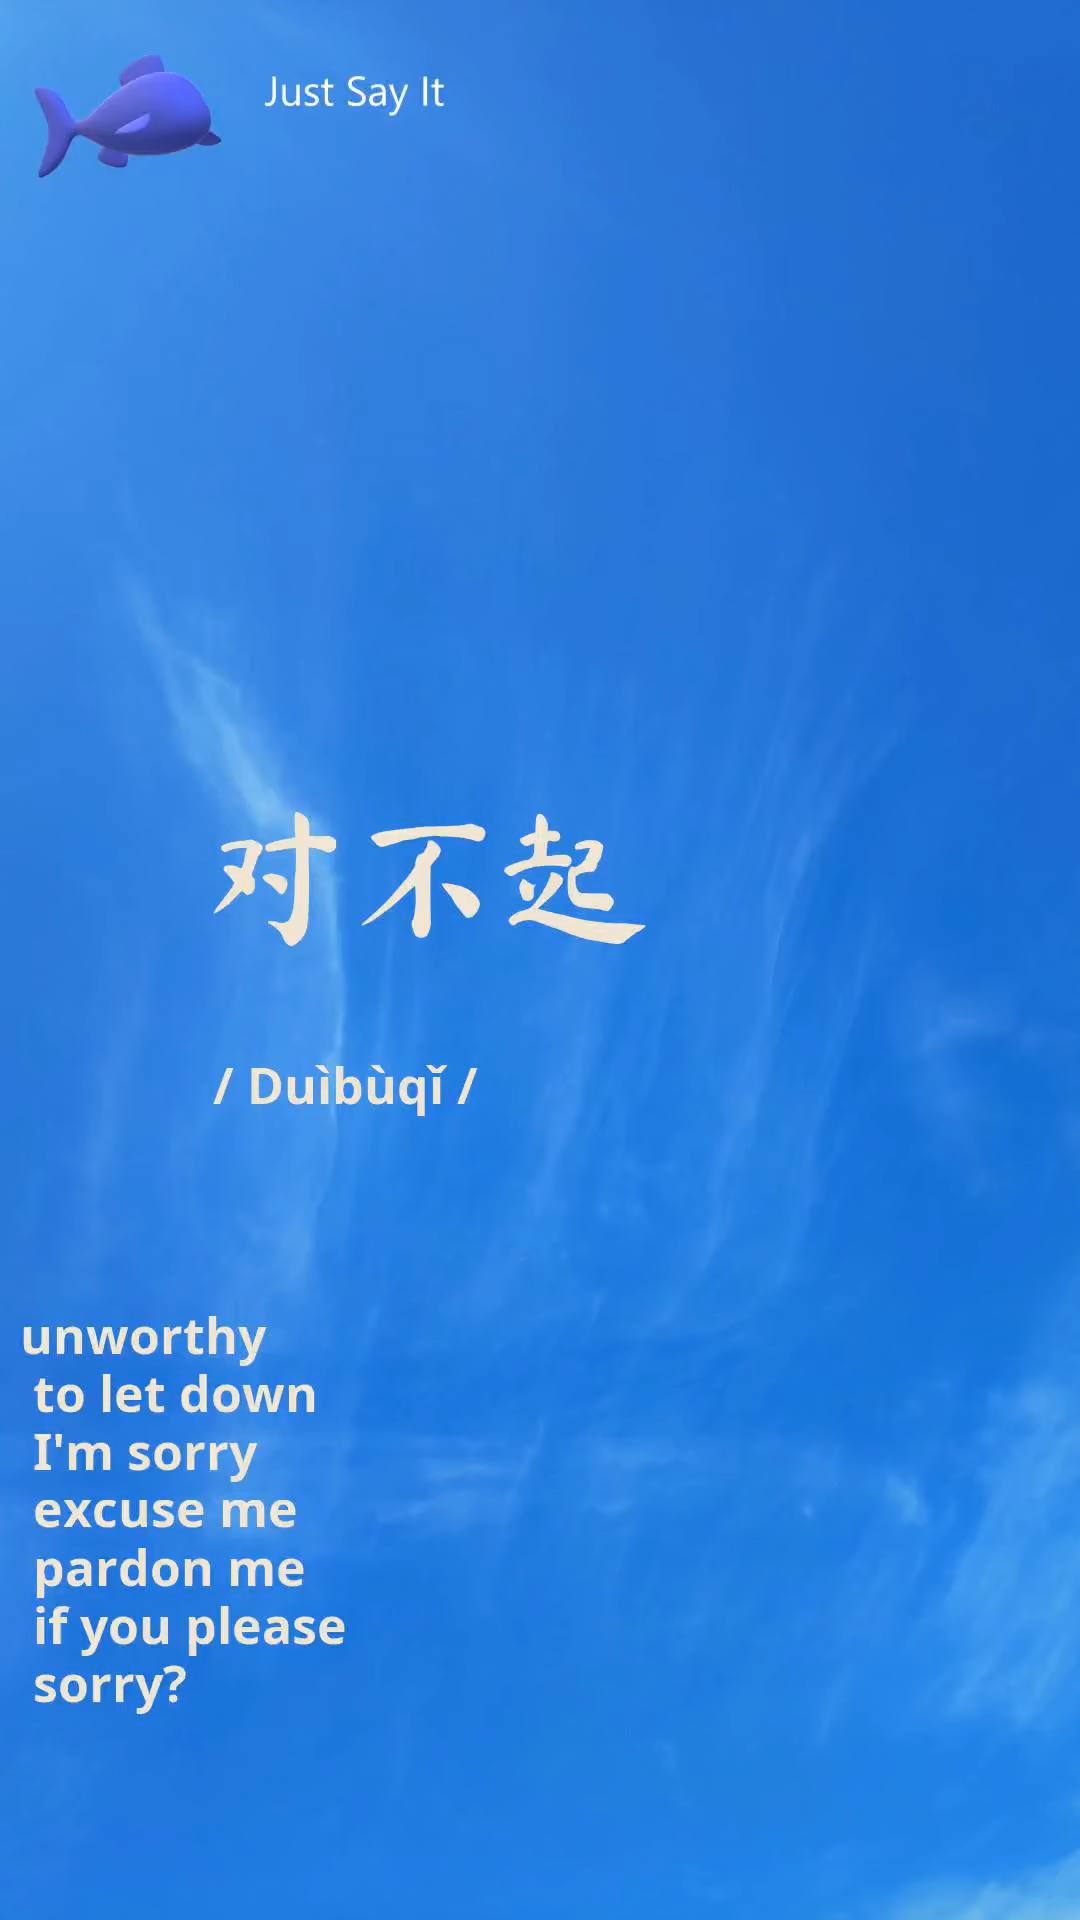 Just Say It
对不起
/ Duìbùqǐ /
unworthy
to let down
I'm sorry
excuse me
pardon me
if you please
sorry?